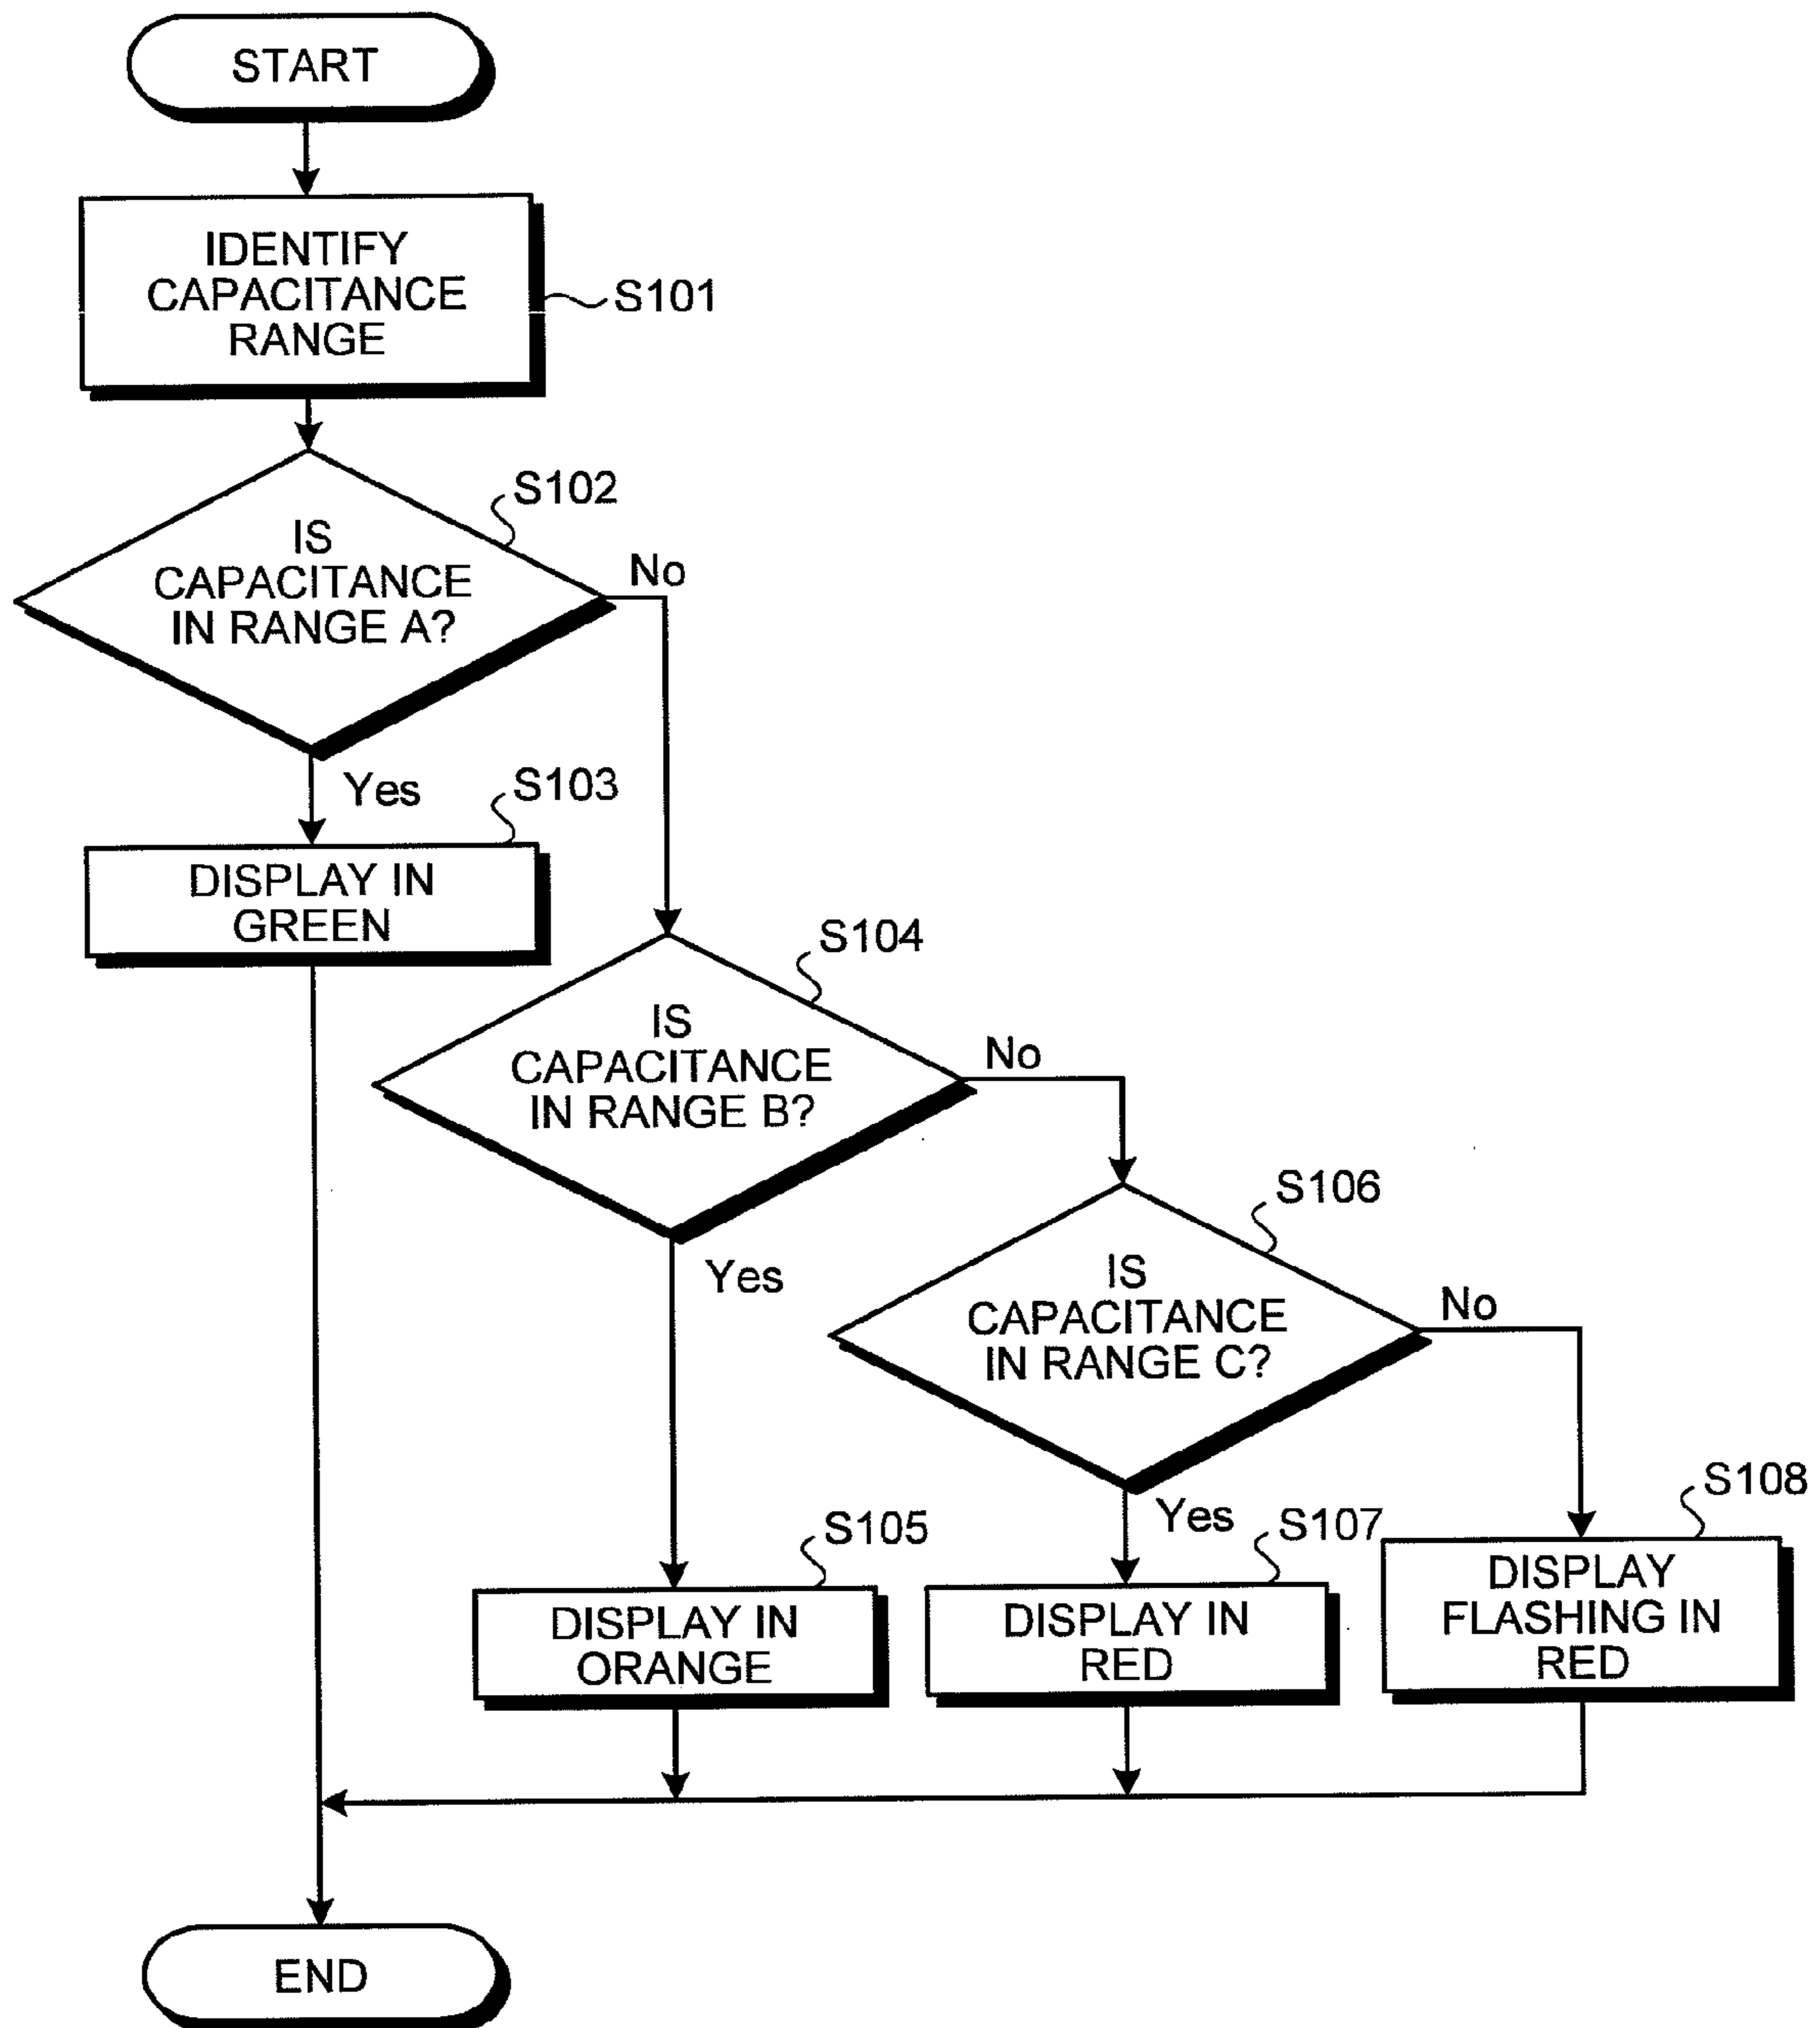 START
IDENTIFY
CAPACITANCE
RANGE
S101
S102
IS
CAPACITANCE
IN RANGE A?
No
Yes
S103
DISPLAY IN
GREEN
S104
IS
CAPACITANCE
IN RANGE B?
No
Yes
S106
IS
CAPACITANCE
IN RANGE C?
No
Yes
S105
DISPLAY IN
ORANGE
S107
DISPLAY IN
RED
S108
DISPLAY
FLASHING IN
RED
END